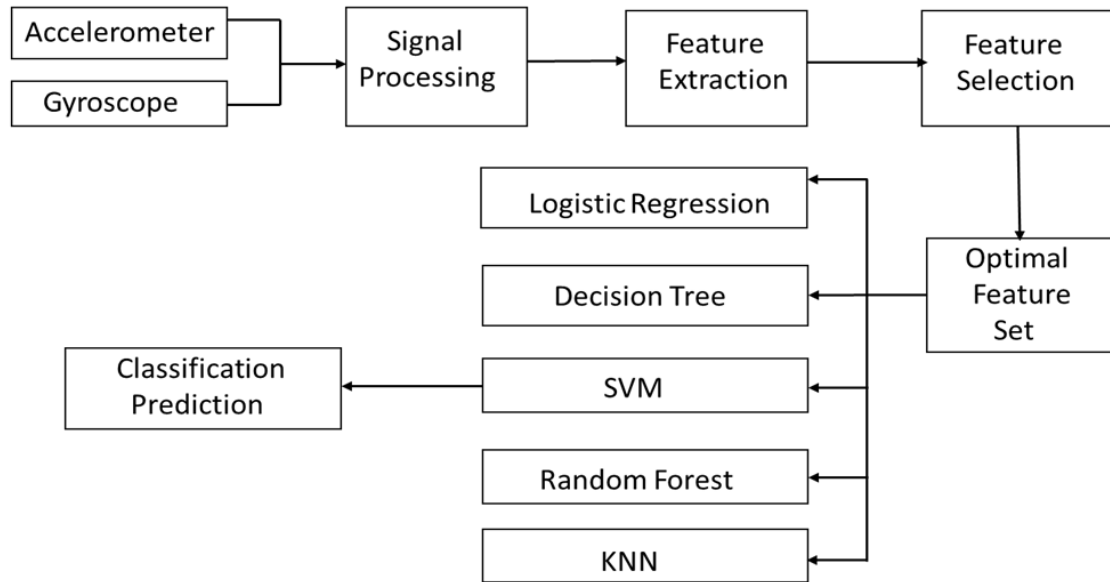 Accelerometer
Gyroscope
Signal
Processing
Feature
Extraction
Feature
Selection
Optimal
Feature
Set
Logistic Regression
Decision Tree
SVM
Random Forest
KNN
Classification
Prediction